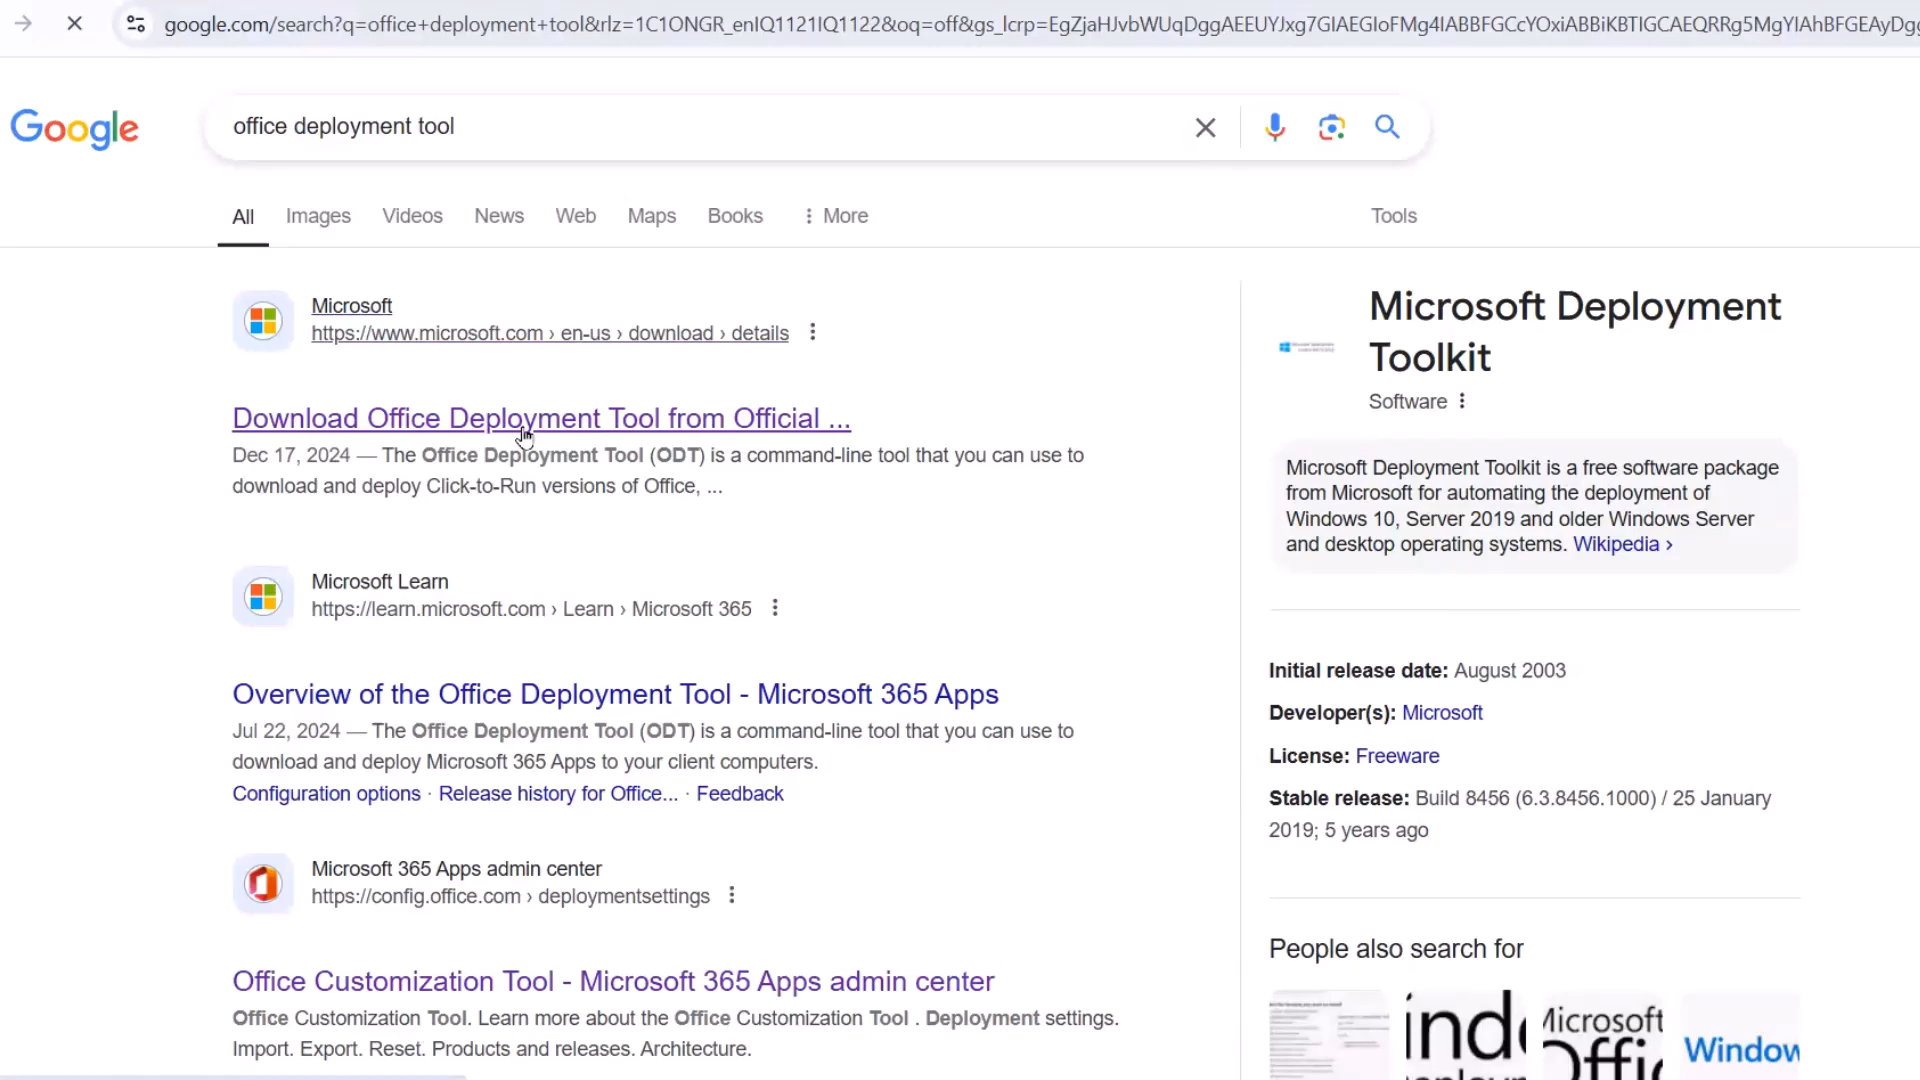 google.com/search?q=office+deployment+tool&rlz=1C1ONGR_enIQ1121IQ1122&oq=off&gs_lcrp=EgZjaHJvbWUqDggAEEUYJxg7GIAEGIoFMg4IABBFGCcYOxiABBiKBTIGCAEQRRg5MgYIAhBFGEAyDgg
Google
office deployment tool
All Images Videos News Web Maps Books More Tools
Microsoft
https://www.microsoft.com › en-us › download › details
Download Office Deployment Tool from Official ...
Dec 17, 2024 — The Office Deployment Tool (ODT) is a command-line tool that you can use to
download and deploy Click-to-Run versions of Office, ...
Microsoft Learn
https://learn.microsoft.com › Learn › Microsoft 365
Overview of the Office Deployment Tool - Microsoft 365 Apps
Jul 22, 2024 — The Office Deployment Tool (ODT) is a command-line tool that you can use to
download and deploy Microsoft 365 Apps to your client computers.
Configuration options · Release history for Office... · Feedback
Microsoft 365 Apps admin center
https://config.office.com › deploymentsettings
Office Customization Tool - Microsoft 365 Apps admin center
Office Customization Tool. Learn more about the Office Customization Tool . Deployment settings.
Import. Export. Reset. Products and releases. Architecture.
Microsoft Deployment
Toolkit
Software
Microsoft Deployment Toolkit is a free software package
from Microsoft for automating the deployment of
Windows 10, Server 2019 and older Windows Server
and desktop operating systems. Wikipedia ›
Initial release date: August 2003
Developer(s): Microsoft
License: Freeware
Stable release: Build 8456 (6.3.8456.1000) / 25 January
2019; 5 years ago
People also search for